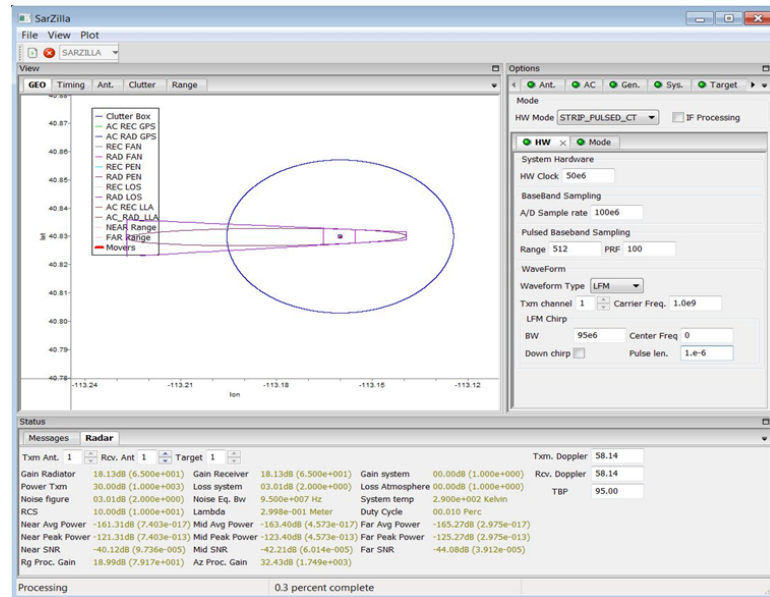 SarZilla
File View Plot
SARZILLA
View
GEO Timing Ant. Clutter Range
40.88
40.87
40.86
40.84
40.83
40.82
40.80
40.79
40.78
lat
Clutter Box
AC REC GPS
AC RAD GPS
REC FAN
RAD FAN
REC PEN
RAD PEN
REC LOS
RAD LOS
AC REC LLA
AC_RAD_LLA
NEAR Range
FAR Range
Movers
-113.24 -113.21 -113.18 -113.15 -113.12
lon
Options
Ant. AC Gen. Sys. Target
Mode
HW Mode STRIP_PULSED_CT IF Processing
HW Mode
System Hardware
HW Clock 50e6
BaseBand Sampling
A/D Sample rate 100e6
Pulsed Baseband Sampling
Range 512 PRF 100
WaveForm
Waveform Type LFM
Txm channel 1 Carrier Freq. 1.0e9
LFM Chirp
BW 95e6 Center Freq 0
Down chirp Pulse len. 1.e-6
Status
Messages Radar
Txm Ant. 1 Rcv. Ant 1 Target 1 Txm. Doppler 58.14
Gain Radiator 18.13dB (6.500e+001) Gain Receiver 18.13dB (6.500e+001) Gain system 00.00dB (1.000e+000) Rcv. Doppler 58.14
Power Txm 30.00dB (1.000e+003) Loss system 03.01dB (2.000e+000) Loss Atmosphere 00.00dB (1.000e+000) TBP 95.00
Noise figure 03.01dB (2.000e+000) Noise Eq. Bw 9.500e+007 Hz System temp 2.900e+002 Kelvin
RCS 10.00dB (1.000e+001) Lambda 2.998e-001 Meter Duty Cycle 00.010 Perc
Near Avg Power -161.31dB (7.403e-017) Mid Avg Power -163.40dB (4.573e-017) Far Avg Power -165.27dB (2.975e-017)
Near Peak Power -121.31dB (7.403e-013) Mid Peak Power -123.40dB (4.573e-013) Far Peak Power -125.27dB (2.975e-013)
Near SNR -40.12dB (9.736e-005) Mid SNR -42.21dB (6.014e-005) Far SNR -44.08dB (3.912e-005)
Rg Proc. Gain 18.99dB (7.917e+001) Az Proc. Gain 32.43dB (1.749e+003)
Processing 0.3 percent complete